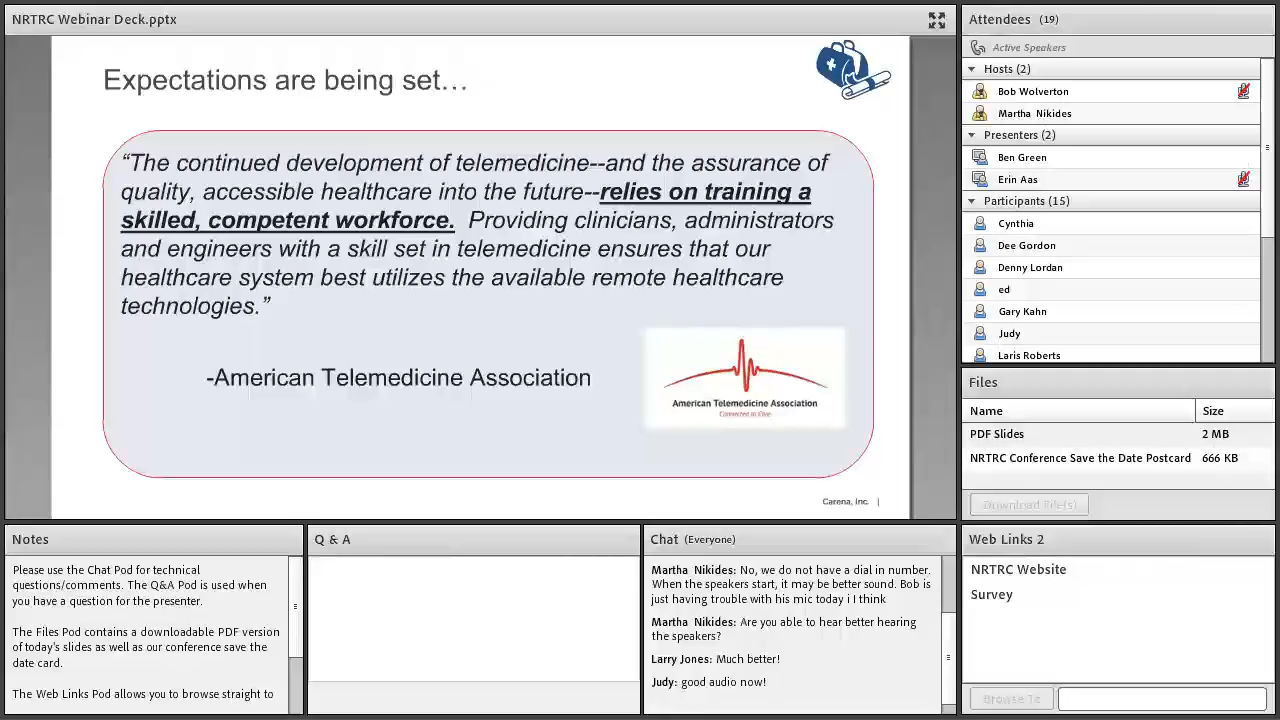 NRTRC Webinar Deck.pptx
Expectations are being set…
“The continued development of telemedicine--and the assurance of
quality, accessible healthcare into the future--relies on training a
skilled, competent workforce.  Providing clinicians, administrators
and engineers with a skill set in telemedicine ensures that our
healthcare system best utilizes the available remote healthcare
technologies.”
-American Telemedicine Association
American Telemedicine Association
Connected to Care
Carena, Inc. |
Attendees (19)
Active Speakers
Hosts (2)
Bob Wolverton
Martha Nikides
Presenters (2)
Ben Green
Erin Aas
Participants (15)
Cynthia
Dee Gordon
Denny Lordan
ed
Gary Kahn
Judy
Laris Roberts
Files
Name Size
PDF Slides 2 MB
NRTRC Conference Save the Date Postcard 666 KB
Download File(s)
Notes
Please use the Chat Pod for technical
questions/comments. The Q&A Pod is used when
you have a question for the presenter.
The Files Pod contains a downloadable PDF version
of today's slides as well as our conference save the
date card.
The Web Links Pod allows you to browse straight to
Q & A
Chat (Everyone)
Martha Nikides: No, we do not have a dial in number.
When the speakers start, it may be better sound. Bob is
just having trouble with his mic today i I think
Martha Nikides: Are you able to hear better hearing
the speakers?
Larry Jones: Much better!
Judy: good audio now!
Web Links 2
NRTRC Website
Survey
Browse To